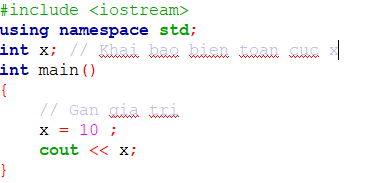 #include <iostream>
using namespace std;
int x; // Khai bao bien toan cuc x
int main()
{
    // Gan gia tri
    x = 10 ;
    cout << x;
}